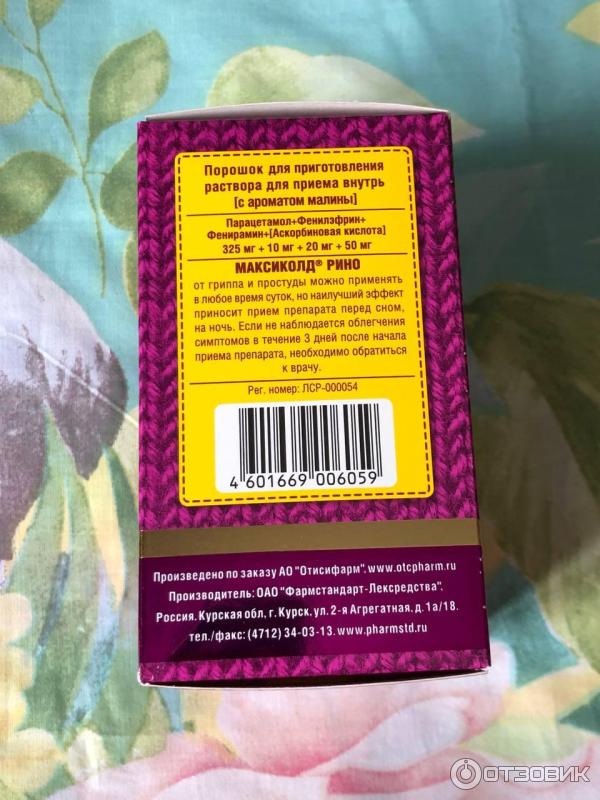 Порошок для приготовления
раствора для приема внутрь
[с ароматом малины]
Парацетамол+Фенилэфрин+
Фенирамин+[Аскорбиновая кислота]
325 мг + 10 мг + 20 мг + 50 мг
МАКСИКОЛД® РИНО
от гриппа и простуды можно применять
в любое время суток, но наилучший эффект
приносит прием препарата перед сном,
на ночь. Если не наблюдается облегчения
симптомов в течение 3 дней после начала
приема препарата, необходимо обратиться
к врачу.
Рег. номер: ЛСР-000054
4 601669 006059
Произведено по заказу АО "Отисифарм".www.otcpharm.ru
Производитель: ОАО "Фармстандарт-Лексредства".
Россия. Курская обл, г. Курск, ул. 2-я Агрегатная, д. 1а/18.
тел./факс: (4712) 34-03-13. www.pharmstd.ru
ОТЗОВИК